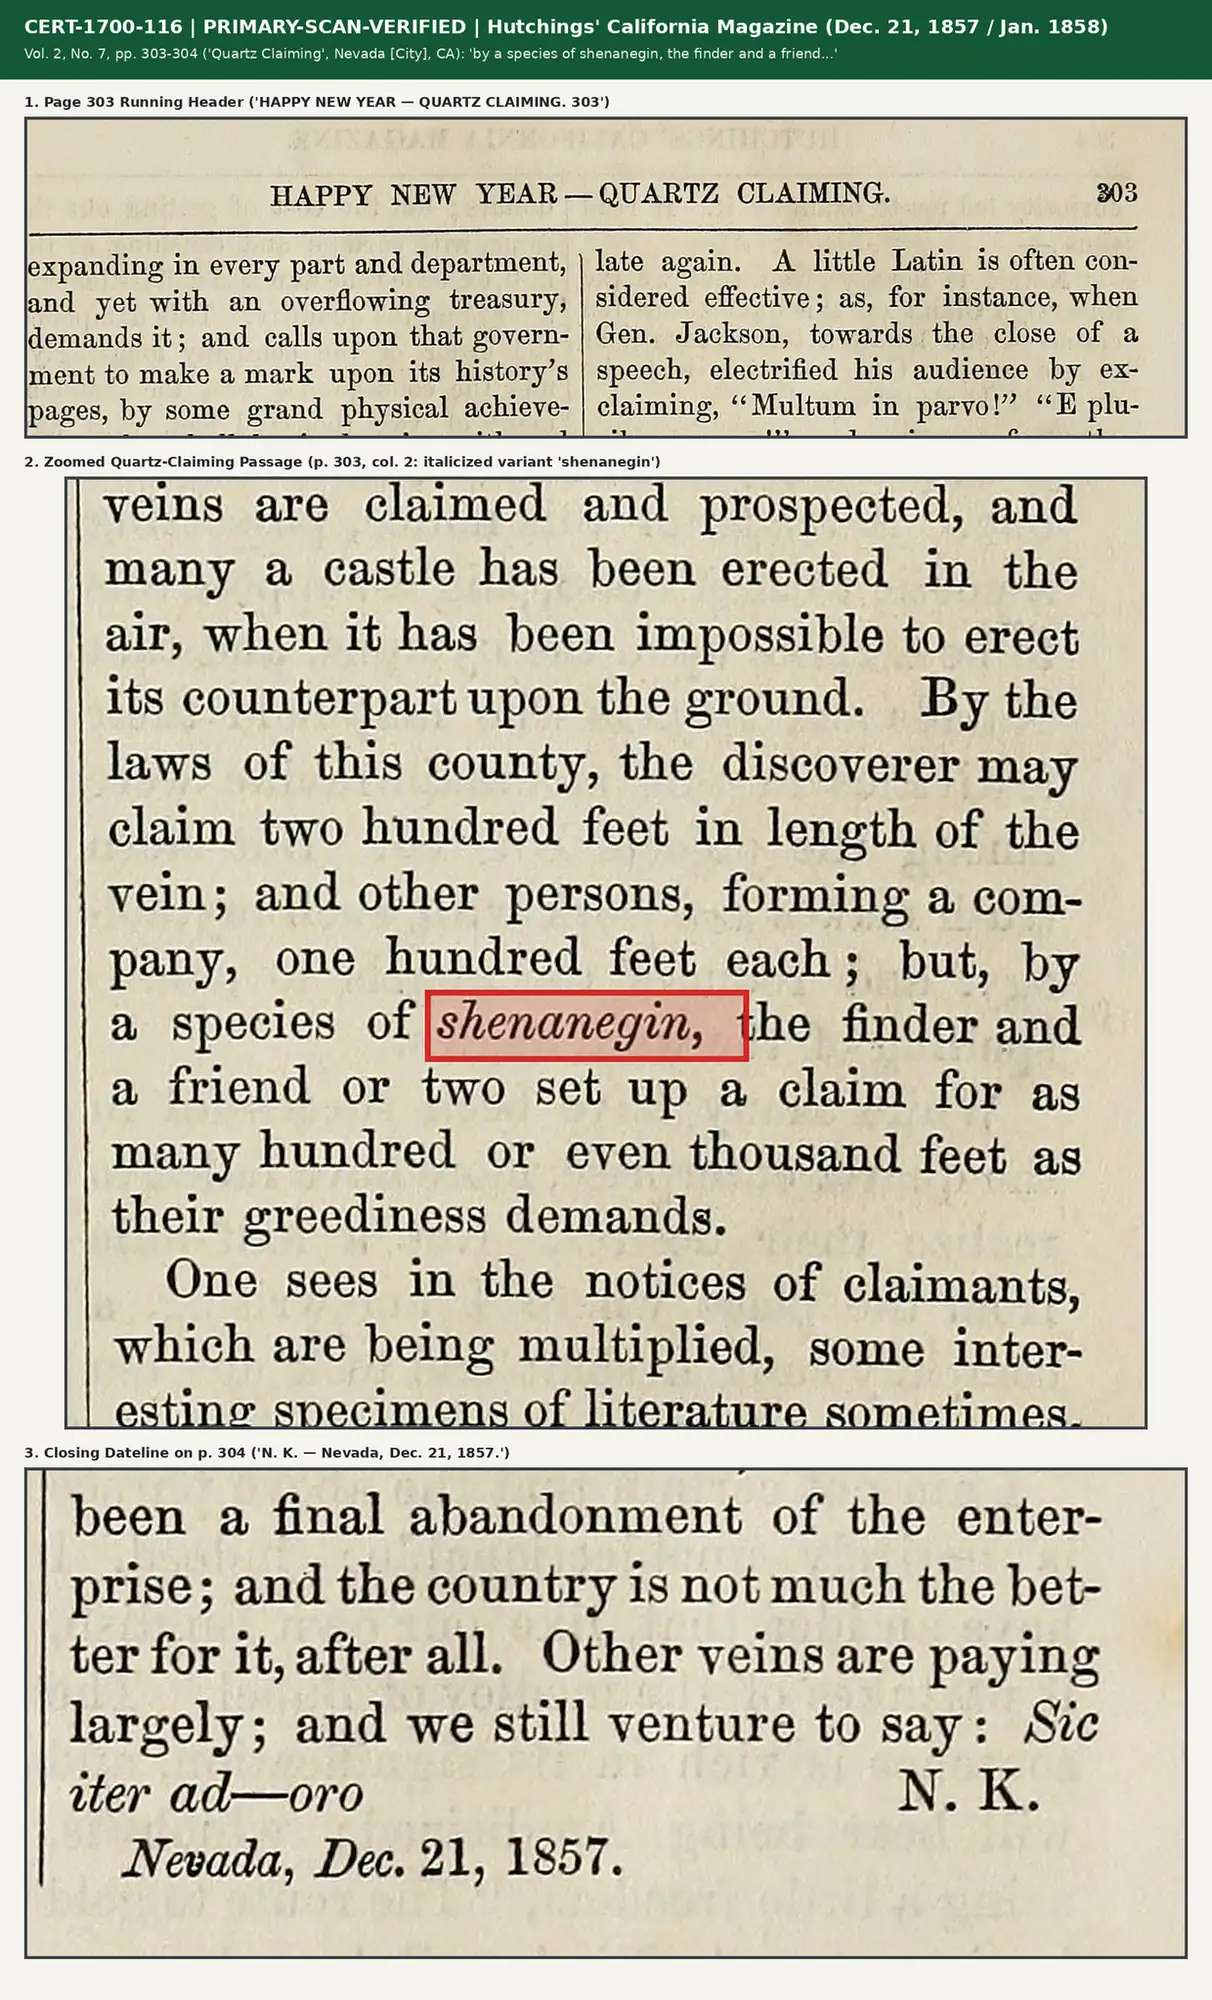 CERT-1700-116 | PRIMARY-SCAN-VERIFIED | Hutchings' California Magazine (Dec. 21, 1857 / Jan. 1858)
Vol. 2, No. 7, pp. 303-304 ('Quartz Claiming', Nevada [City], CA): 'by a species of shenanegin, the finder and a friend...'
1. Page 303 Running Header ('HAPPY NEW YEAR — QUARTZ CLAIMING. 303')
HAPPY NEW YEAR—QUARTZ CLAIMING. 303
expanding in every part and department,
and yet with an overflowing treasury,
demands it; and calls upon that govern-
ment to make a mark upon its history's
pages, by some grand physical achieve-
late again. A little Latin is often con-
sidered effective; as, for instance, when
Gen. Jackson, towards the close of a
speech, electrified his audience by ex-
claiming, "Multum in parvo!" "E plu-
2. Zoomed Quartz-Claiming Passage (p. 303, col. 2: italicized variant 'shenanegin')
veins are claimed and prospected, and
many a castle has been erected in the
air, when it has been impossible to erect
its counterpart upon the ground. By the
laws of this county, the discoverer may
claim two hundred feet in length of the
vein; and other persons, forming a com-
pany, one hundred feet each; but, by
a species of shenanegin, the finder and
a friend or two set up a claim for as
many hundred or even thousand feet as
their greediness demands.
One sees in the notices of claimants,
which are being multiplied, some inter-
esting specimens of literature sometimes.
3. Closing Dateline on p. 304 ('N. K. — Nevada, Dec. 21, 1857.')
been a final abandonment of the enter-
prise; and the country is not much the bet-
ter for it, after all. Other veins are paying
largely; and we still venture to say: Sic
iter ad—oro N. K.
Nevada, Dec. 21, 1857.